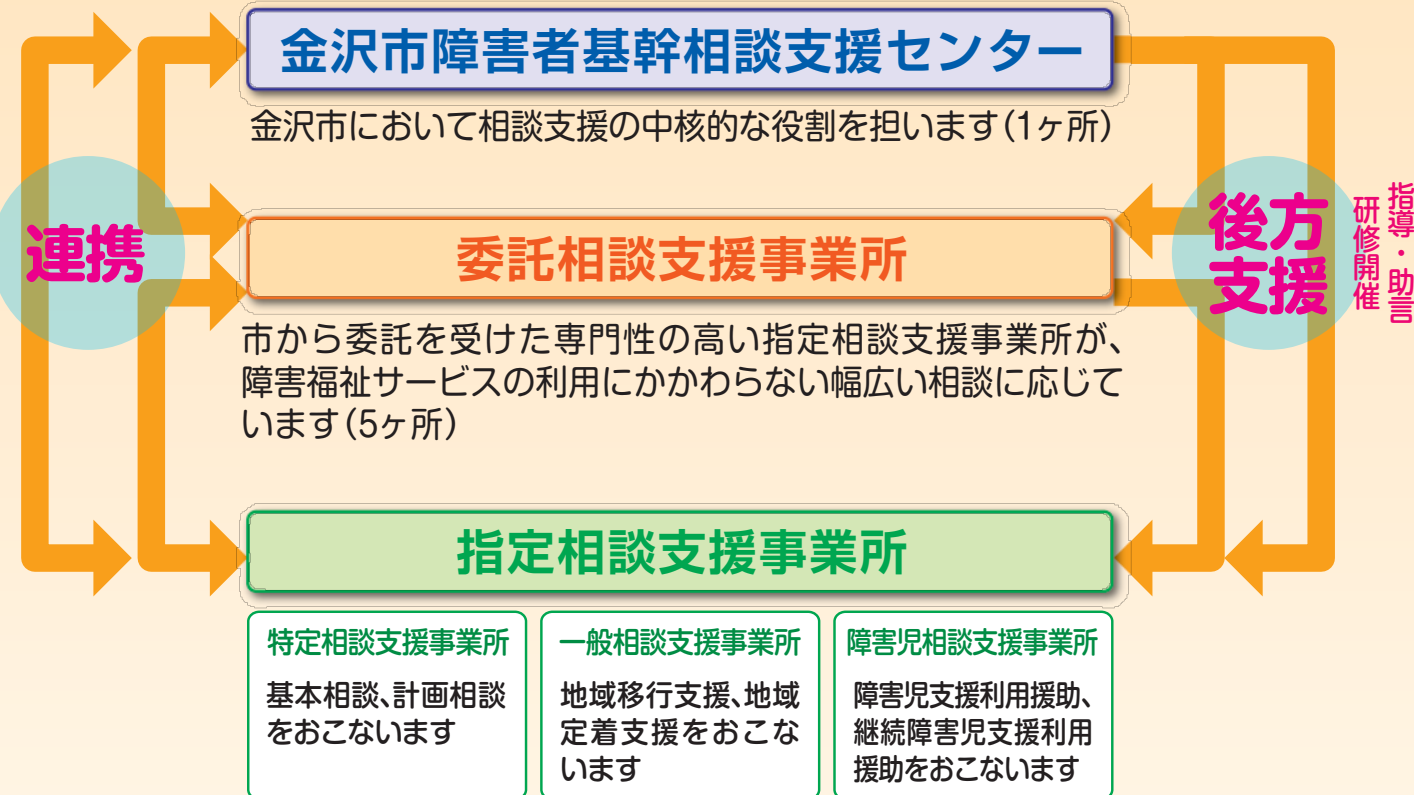 金沢市障害者基幹相談支援センター
金沢市において相談支援の中核的な役割を担います(1ヶ所)
連携
後方
支援
指導・助言
研修開催
委託相談支援事業所
市から委託を受けた専門性の高い指定相談支援事業所が、
障害福祉サービスの利用にかかわらない幅広い相談に応じて
います(5ヶ所)
指定相談支援事業所
特定相談支援事業所
基本相談、計画相談
をおこないます
一般相談支援事業所
地域移行支援、地域
定着支援をおこな
います
障害児相談支援事業所
障害児支援利用援助、
継続障害児支援利用
援助をおこないます